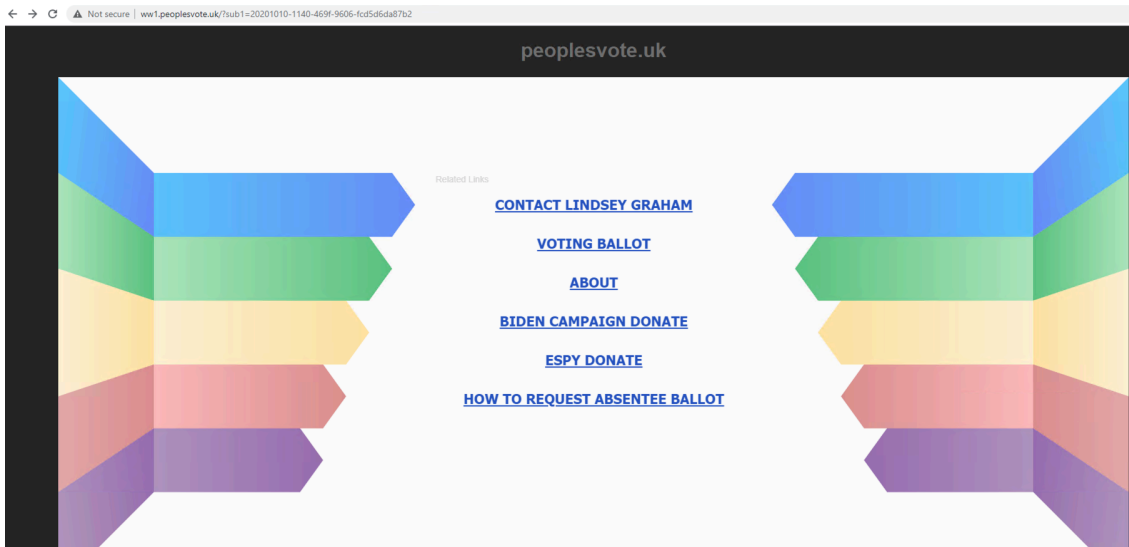 Not secure | ww1.peoplesvote.uk/?sub1=20201010-1140-469f-9606-fcd5d6da87b2
peoplesvote.uk
Related Links
CONTACT LINDSEY GRAHAM
VOTING BALLOT
ABOUT
BIDEN CAMPAIGN DONATE
ESPY DONATE
HOW TO REQUEST ABSENTEE BALLOT